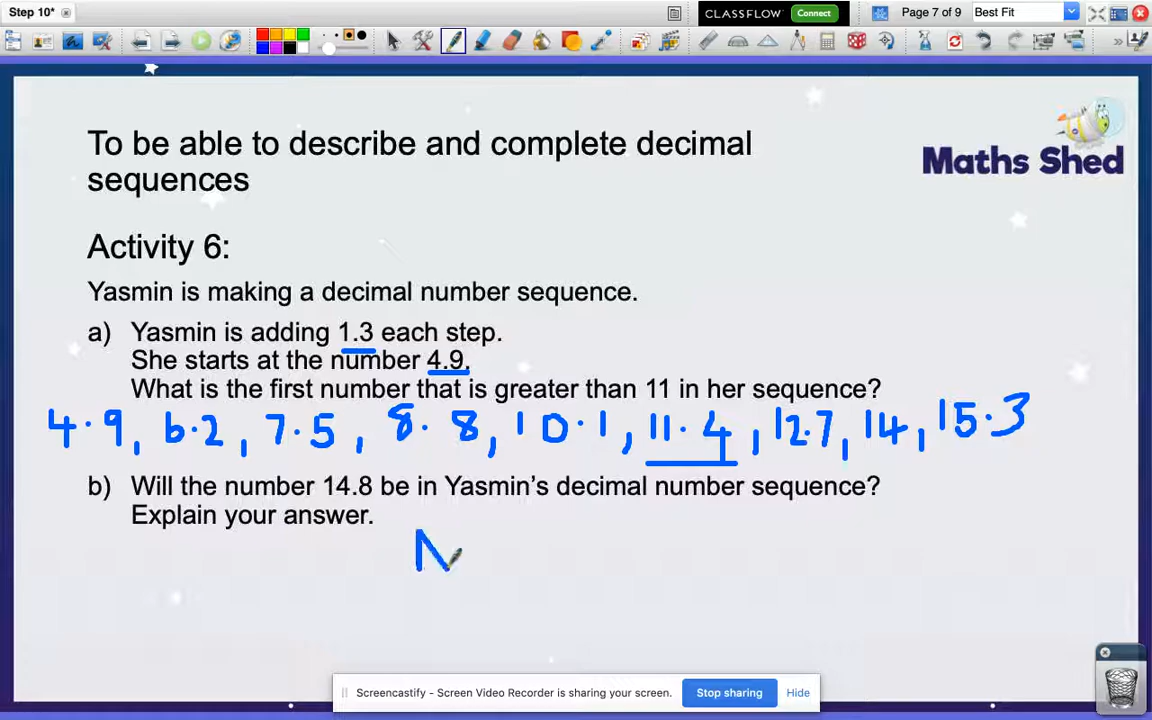 Step 10*
CLASSFLOW Connect
Page 7 of 9 Best Fit
To be able to describe and complete decimal
sequences
Maths Shed
Activity 6:
Yasmin is making a decimal number sequence.
a) Yasmin is adding 1.3 each step.
She starts at the number 4.9.
What is the first number that is greater than 11 in her sequence?
4.9, 6.2, 7.5, 8.8, 10.1, 11.4, 12.7, 14, 15.3
b) Will the number 14.8 be in Yasmin’s decimal number sequence?
Explain your answer.
N
Screencastify - Screen Video Recorder is sharing your screen. Stop sharing Hide